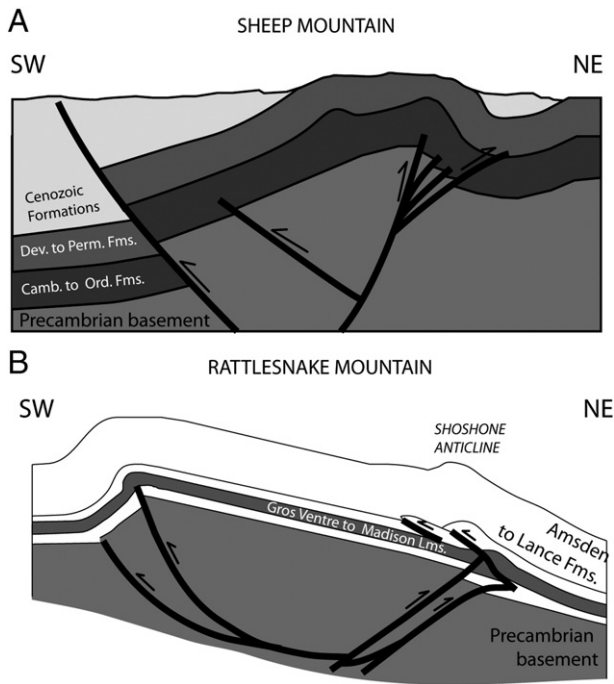 A
SHEEP MOUNTAIN
SW
NE
Cenozoic
Formations
Dev. to Perm. Fms.
Camb. to Ord. Fms.
Precambrian basement
B
RATTLESNAKE MOUNTAIN
SW
NE
SHOSHONE
ANTICLINE
Gros Ventre to Madison Lms.
Amsden
to Lance Fms.
Precambrian
basement